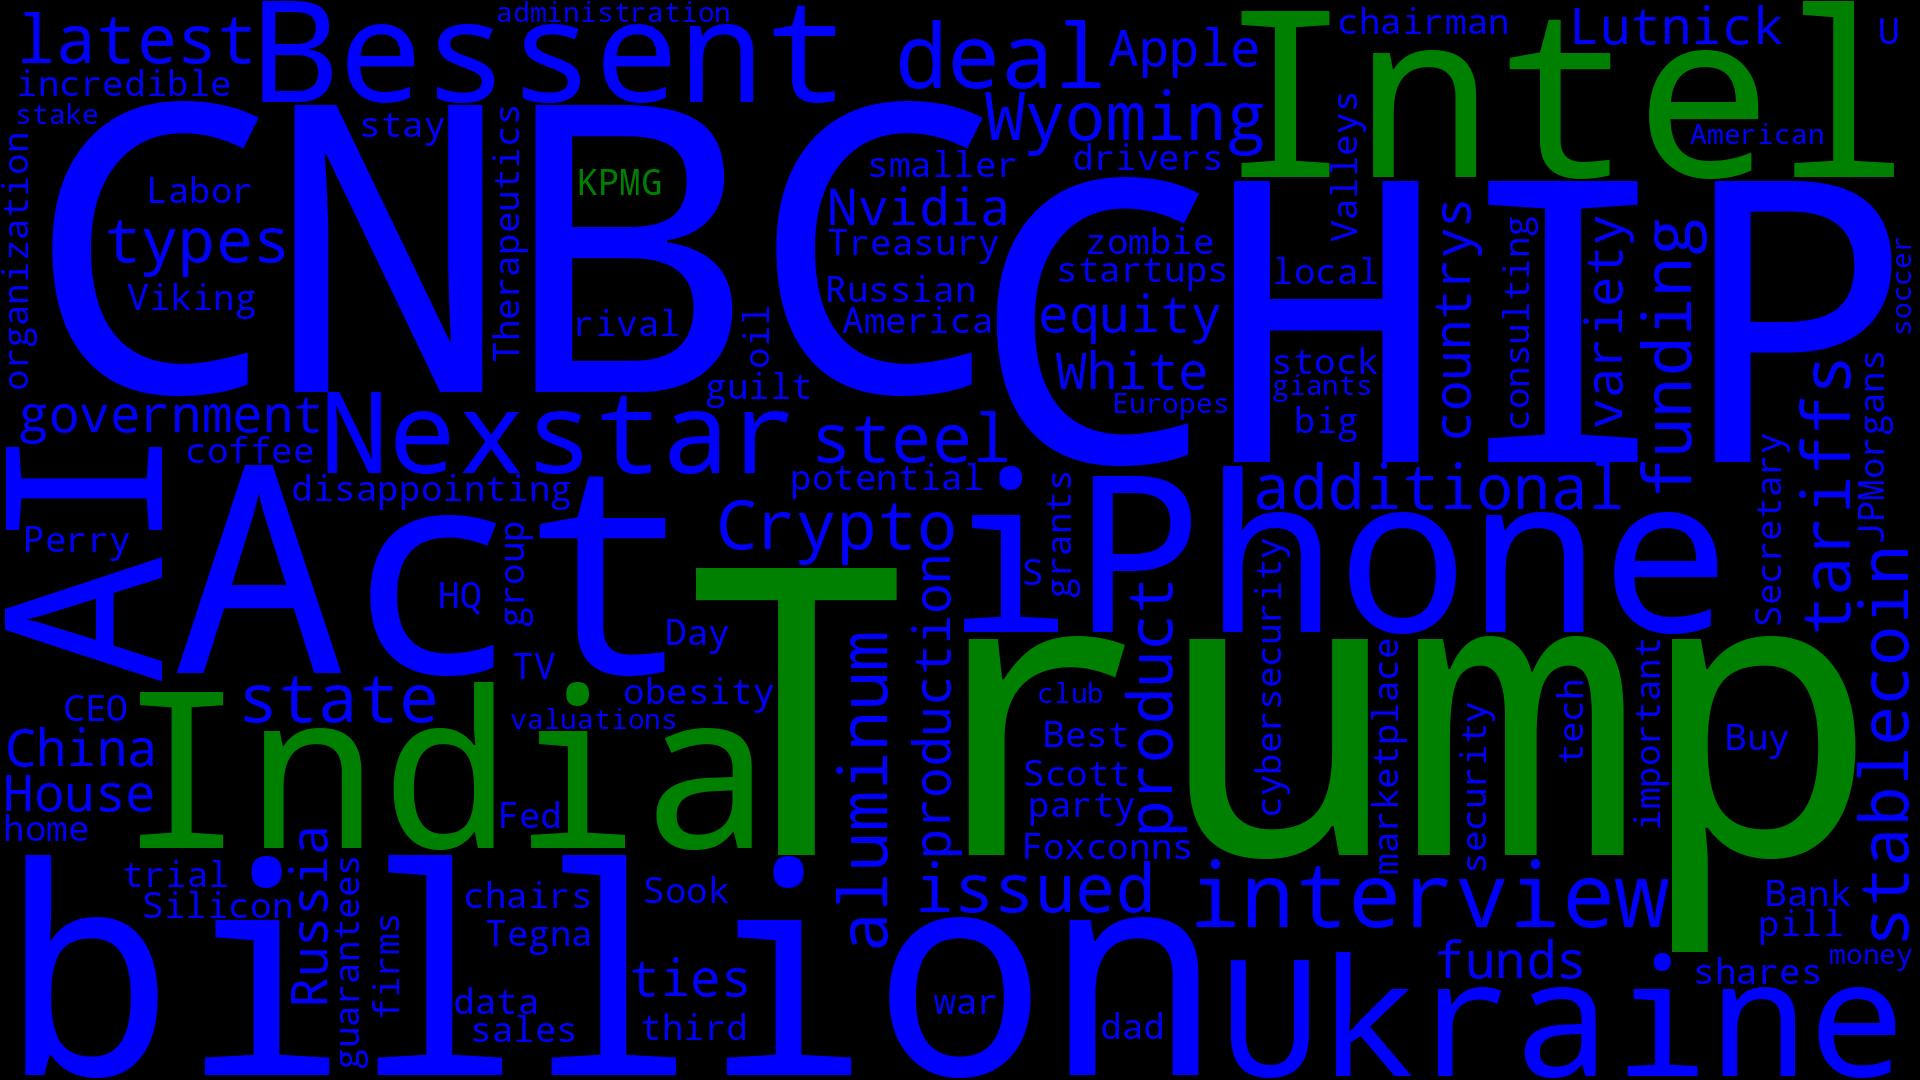 latest
Bessent
administration
deal
Apple
Intel
chairman
Lutnick
U
incredible
stake
CNBC
stay
Wyoming
Valleys
American
organization
Labor
Therapeutics
KPMG
smaller
drivers
CHIP
types
Nvidia
Treasury
zombie
startups
local
countrys
consulting
variety
funding
soccer
Viking
rival
oil
Russian
America
equity
White
stock
giants
Europes
big
guilt
government
coffee
Nexstar
steel
tariffs
JPMorgans
AI
Act
disappointing
potential
iPhone
additional
Perry
HQ
group
Crypto
S
grants
Secretary
stablecoin
Trump
Day
TV
aluminum
production
product
cybersecurity
marketplace
security
tech
important
Buy
CEO
state
obesity
valuations
club
China
India
Best
House
home
Fed
Scott
party
Foxconns
billion
trial
Silicon
Russia
guarantees
firms
chairs
Tegna
Sook
issued
interview
Bank
pill
money
data
sales
ties
third
war
dad
Ukraine
funds
shares